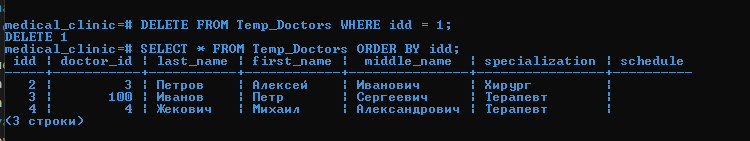 medical_clinic=# DELETE FROM Temp_Doctors WHERE idd = 1;
DELETE 1
medical_clinic=# SELECT * FROM Temp_Doctors ORDER BY idd;
idd | doctor_id | last_name | first_name | middle_name | specialization | schedule
-----+-----------+-----------+------------+---------------+----------------+----------
2 | 3 | Петров | Алексей | Иванович | Хирург |
3 | 100 | Иванов | Петр | Сергеевич | Терапевт |
4 | 4 | Жекович | Михаил | Александрович | Терапевт |
(3 строки)